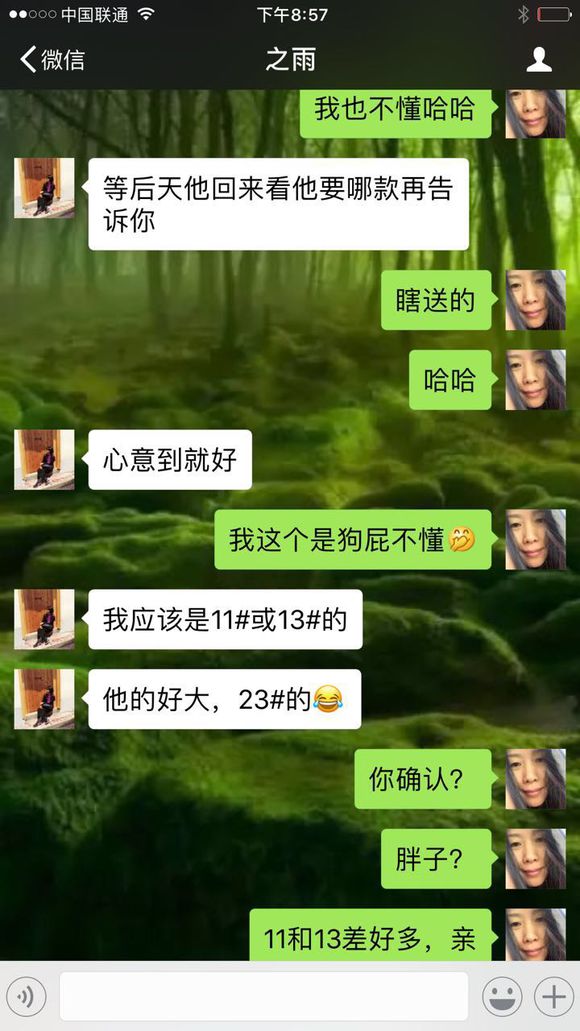 中国联通
下午8:57
微信
之雨
我也不懂哈哈
等后天他回来看他要哪款再告
诉你
瞎送的
哈哈
心意到就好
我这个是狗屁不懂🤭
我应该是11#或13#的
他的好大，23#的😂
你确认？
胖子？
11和13差好多，亲